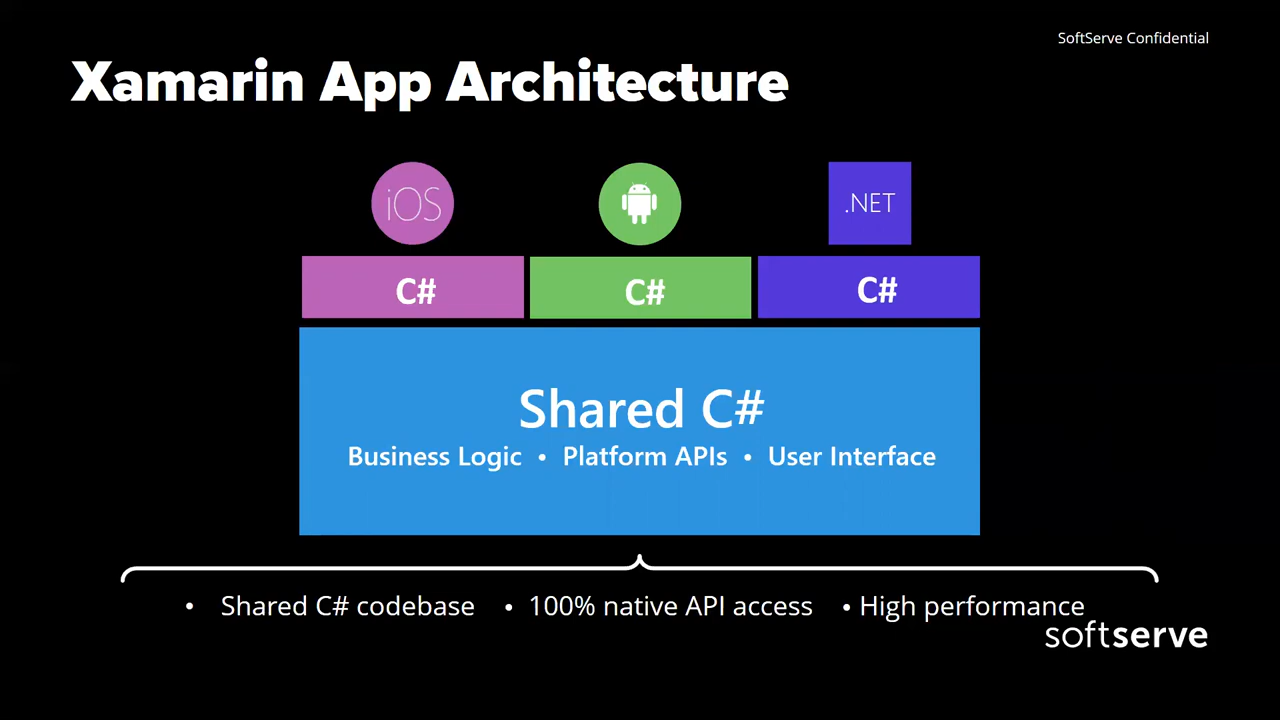 SoftServe Confidential
Xamarin App Architecture
iOS
.NET
C#
C#
C#
Shared C#
Business Logic • Platform APIs • User Interface
• Shared C# codebase • 100% native API access • High performance
softserve